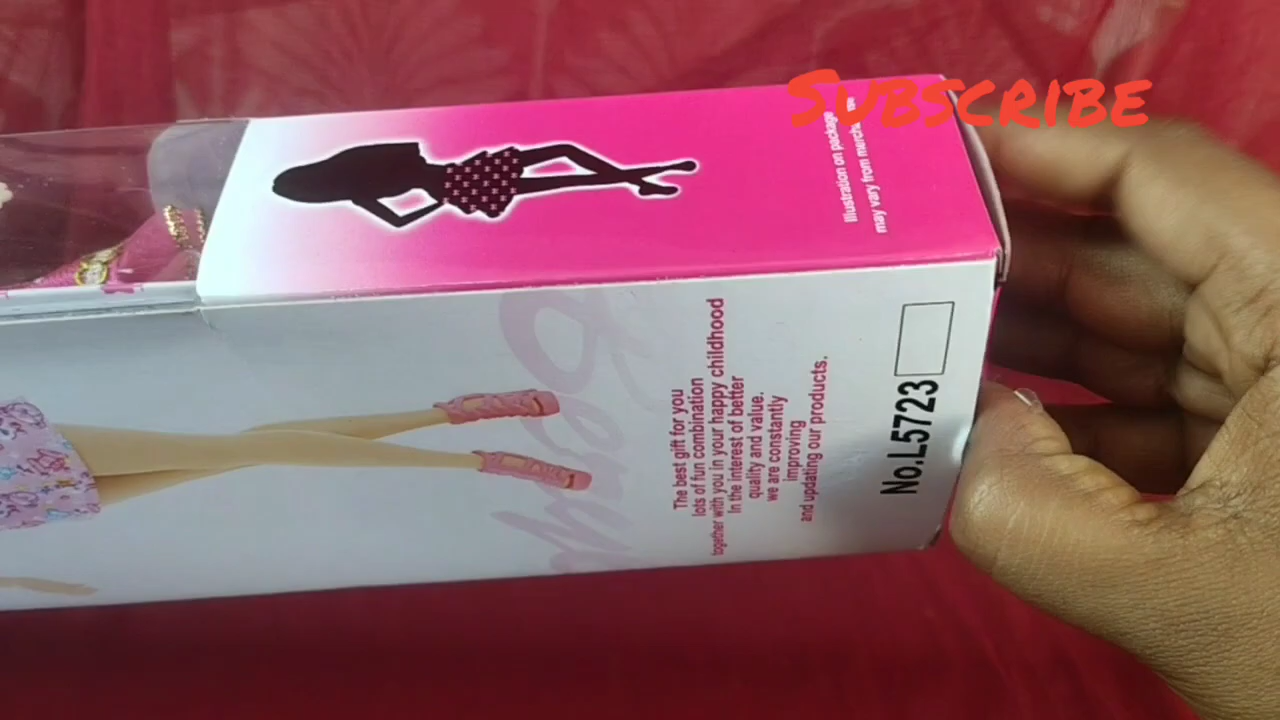 Subscribe
Illustration on package
may vary from
The best gift for you
lots of fun combination
together with you in your happy childhood
In the interest of better
quality and value.
we are constantly
improving
and updating our products.
No.L5723